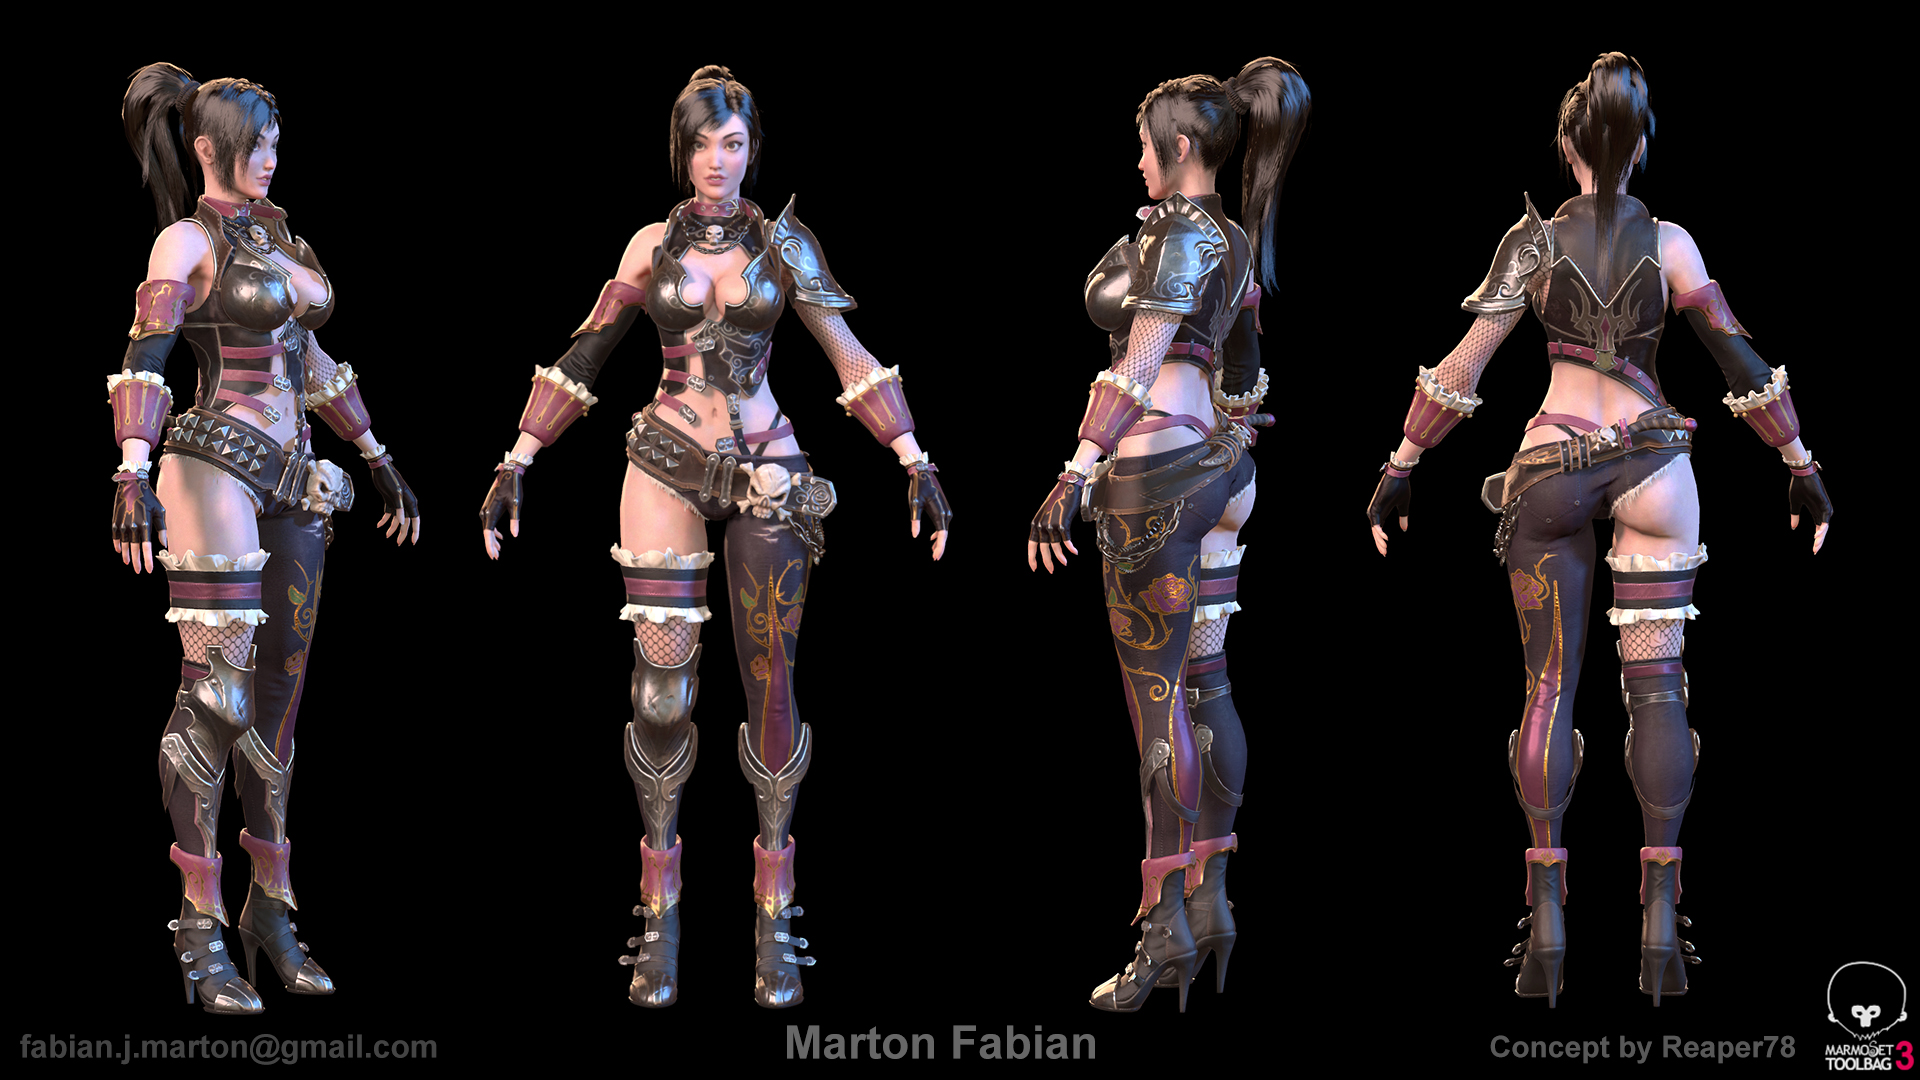 fabian.j.marton@gmail.com
Marton Fabian
Concept by Reaper78
MARMOSET
TOOLBAG 3